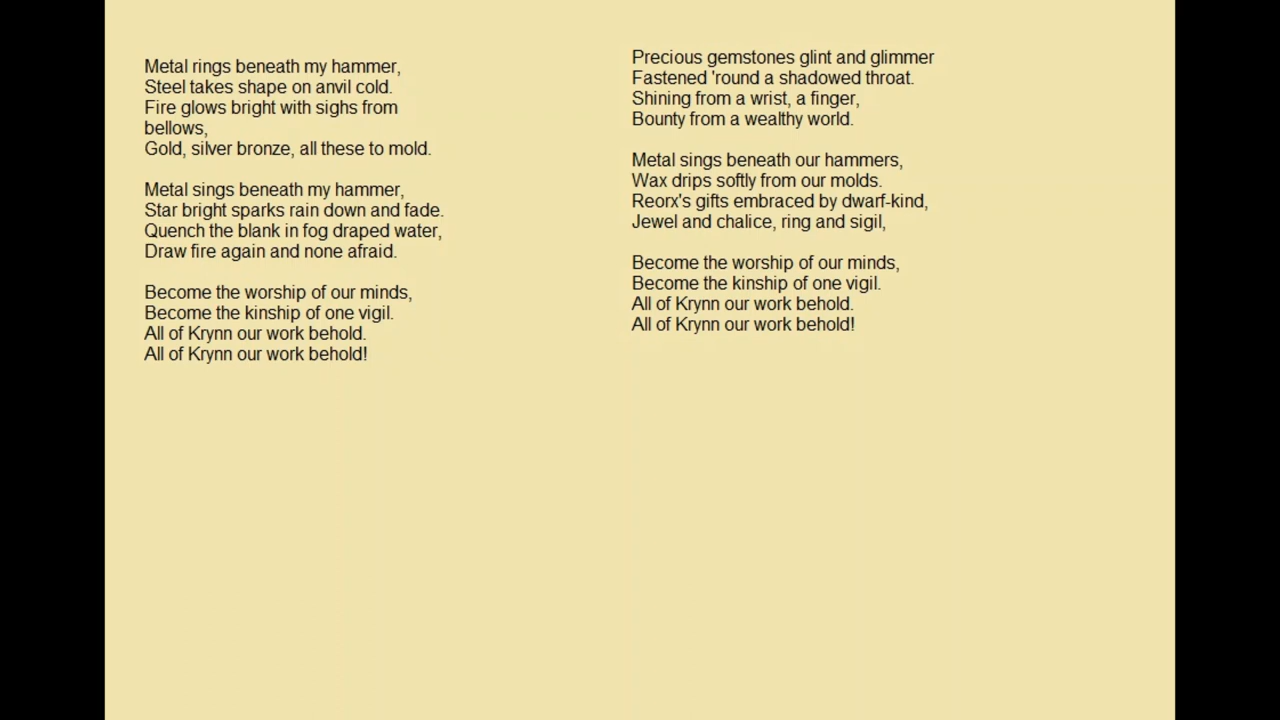 Metal rings beneath my hammer,
Steel takes shape on anvil cold.
Fire glows bright with sighs from
bellows,
Gold, silver bronze, all these to mold.
Metal sings beneath my hammer,
Star bright sparks rain down and fade.
Quench the blank in fog draped water,
Draw fire again and none afraid.
Become the worship of our minds,
Become the kinship of one vigil.
All of Krynn our work behold.
All of Krynn our work behold!
Precious gemstones glint and glimmer
Fastened 'round a shadowed throat.
Shining from a wrist, a finger,
Bounty from a wealthy world.
Metal sings beneath our hammers,
Wax drips softly from our molds.
Reorx's gifts embraced by dwarf-kind,
Jewel and chalice, ring and sigil,
Become the worship of our minds,
Become the kinship of one vigil.
All of Krynn our work behold.
All of Krynn our work behold!